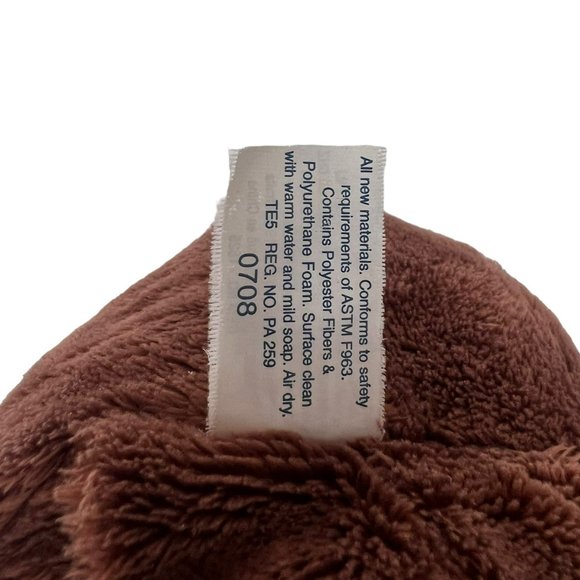 All new materials. Conforms to safety
requirements of ASTM F963.
Contains Polyester Fibers &
Polyurethane Foam. Surface clean
with warm water and mild soap. Air dry.
TE5 REG. NO. PA 259
0708